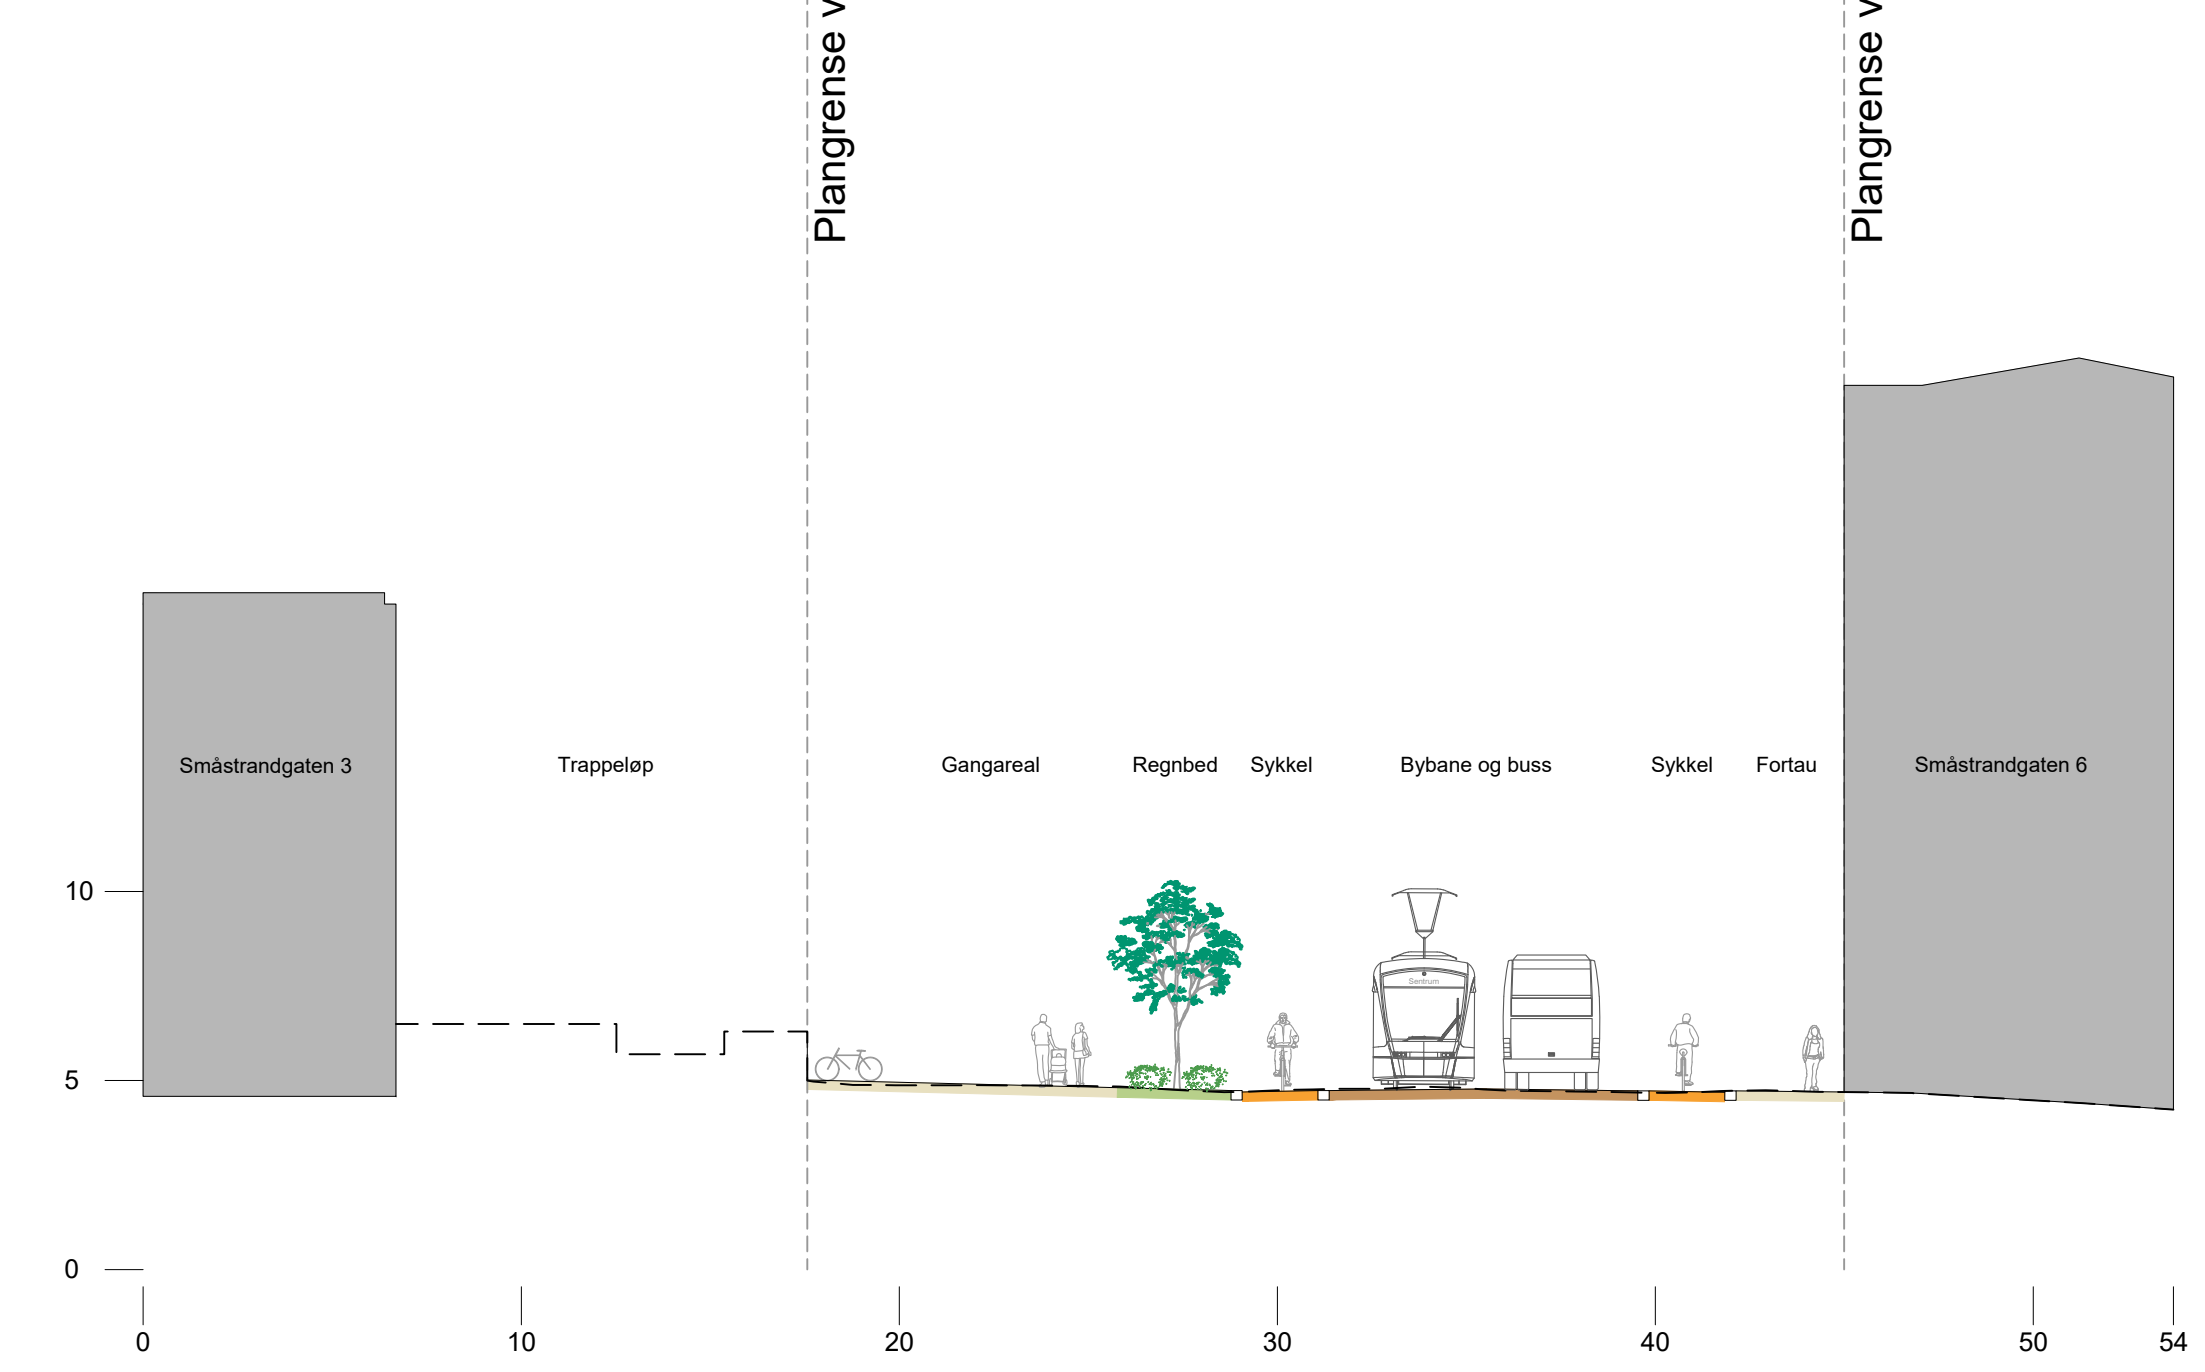 Plangrense
Plangrense
Småstrandgaten 3
Trappeløp
Gangareal
Regnbed
Sykkel
Bybane og buss
Sykkel
Fortau
Småstrandgaten 6
10
Sentrum
5
0
0
10
20
30
40
50
54